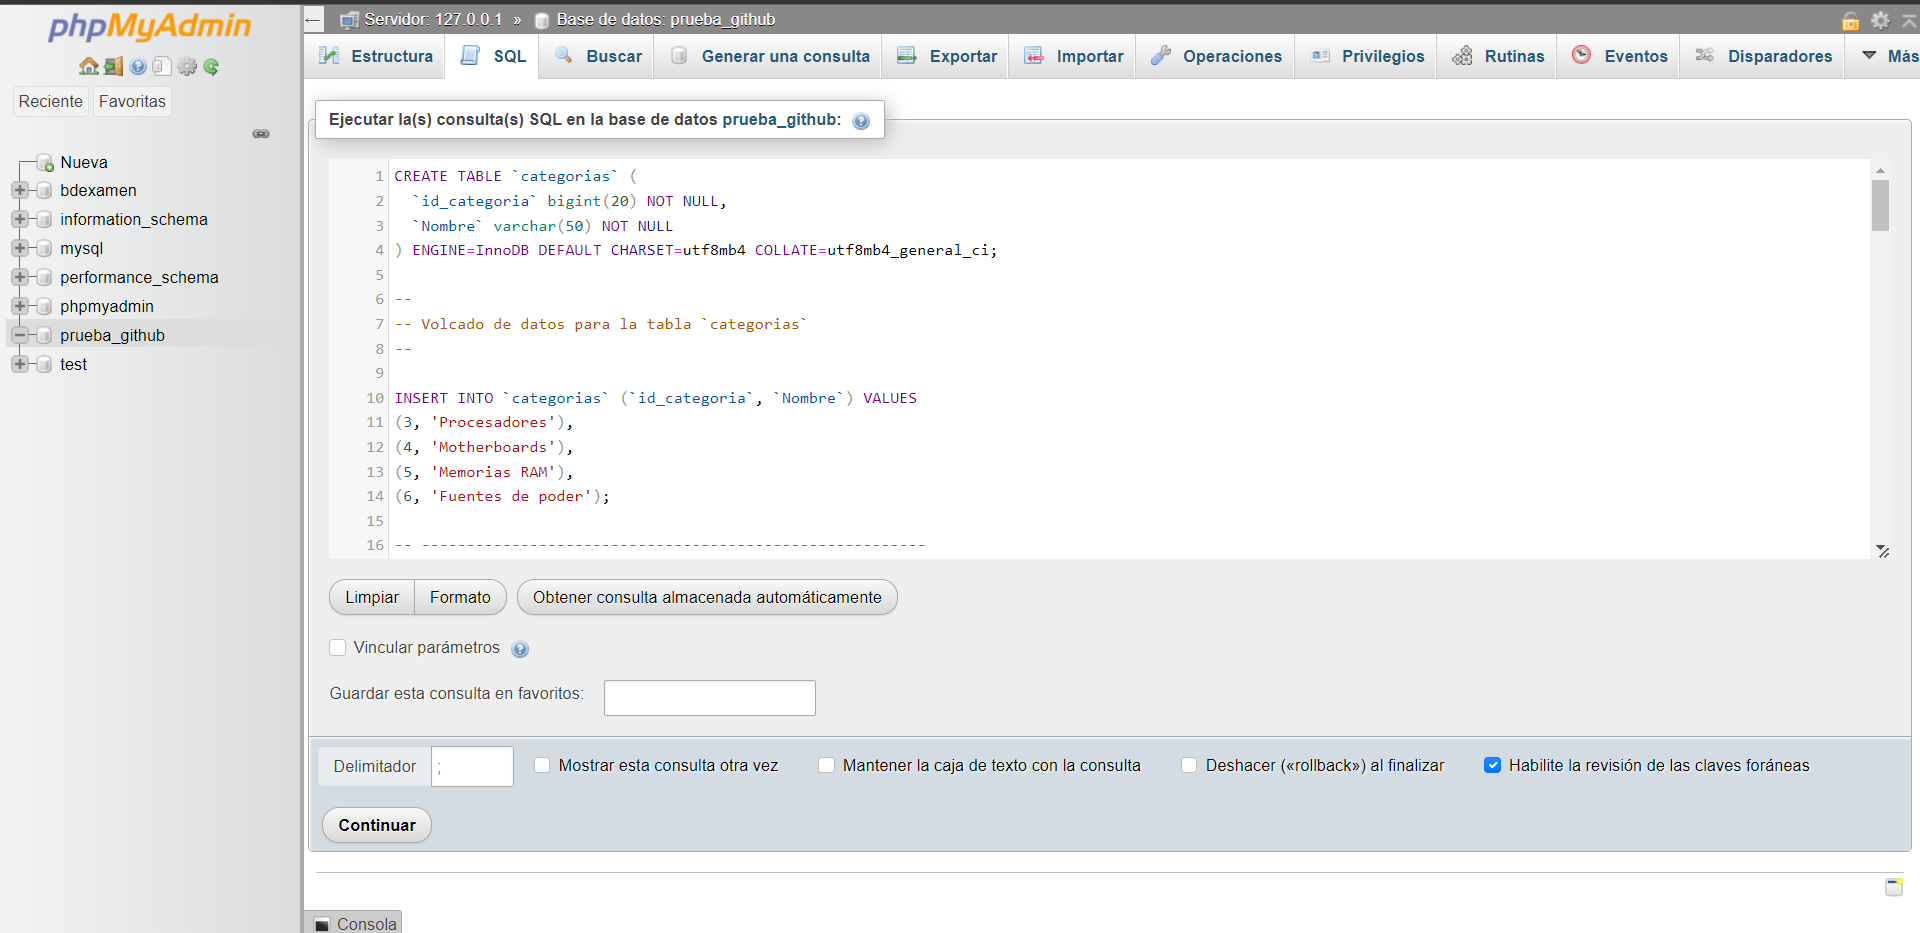 phpMyAdmin
Reciente Favoritas
Nueva
bdexamen
information_schema
mysql
performance_schema
phpmyadmin
prueba_github
test
Servidor: 127.0.0.1 » Base de datos: prueba_github
Estructura SQL Buscar Generar una consulta Exportar Importar Operaciones Privilegios Rutinas Eventos Disparadores Más
Ejecutar la(s) consulta(s) SQL en la base de datos prueba_github:
1 CREATE TABLE `categorias` (
2 `id_categoria` bigint(20) NOT NULL,
3 `Nombre` varchar(50) NOT NULL
4 ) ENGINE=InnoDB DEFAULT CHARSET=utf8mb4 COLLATE=utf8mb4_general_ci;
5
6 --
7 -- Volcado de datos para la tabla `categorias`
8 --
9
10 INSERT INTO `categorias` (`id_categoria`, `Nombre`) VALUES
11 (3, 'Procesadores'),
12 (4, 'Motherboards'),
13 (5, 'Memorias RAM'),
14 (6, 'Fuentes de poder');
15
16 -- --------------------------------------------------------
Limpiar Formato Obtener consulta almacenada automáticamente
Vincular parámetros
Guardar esta consulta en favoritos:
Delimitador ; Mostrar esta consulta otra vez Mantener la caja de texto con la consulta Deshacer («rollback») al finalizar Habilite la revisión de las claves foráneas
Continuar
Consola